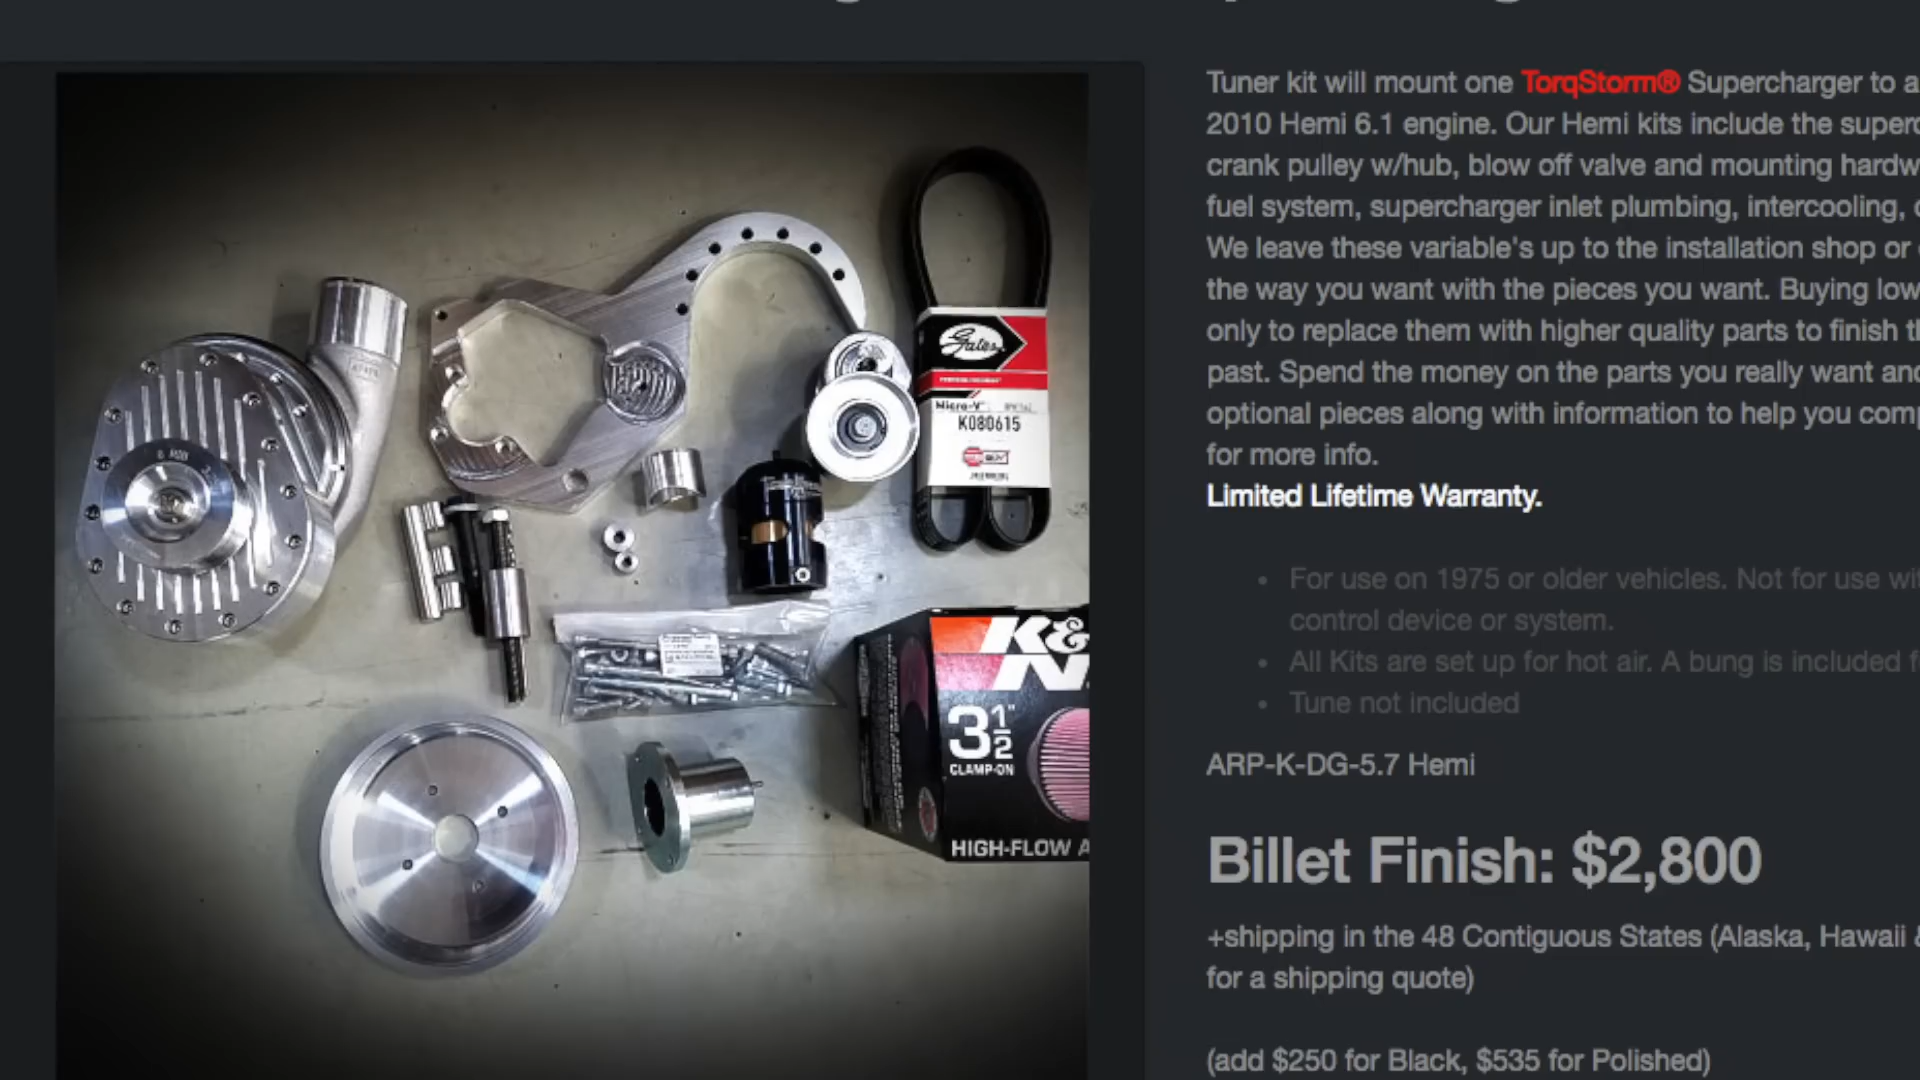 Tuner kit will mount one TorqStorm® Supercharger to a
2010 Hemi 6.1 engine. Our Hemi kits include the super
crank pulley w/hub, blow off valve and mounting hardw
fuel system, supercharger inlet plumbing, intercooling,
We leave these variable's up to the installation shop or
the way you want with the pieces you want. Buying low
only to replace them with higher quality parts to finish t
past. Spend the money on the parts you really want and
optional pieces along with information to help you comp
for more info.
Limited Lifetime Warranty.
• For use on 1975 or older vehicles. Not for use wi
control device or system.
• All Kits are set up for hot air. A bung is included f
• Tune not included
ARP-K-DG-5.7 Hemi
Billet Finish: $2,800
+shipping in the 48 Contiguous States (Alaska, Hawaii &
for a shipping quote)
(add $250 for Black, $535 for Polished)
Gates
Micro-V
K080615
K&
N
3 1/2"
CLAMP-ON
HIGH-FLOW A